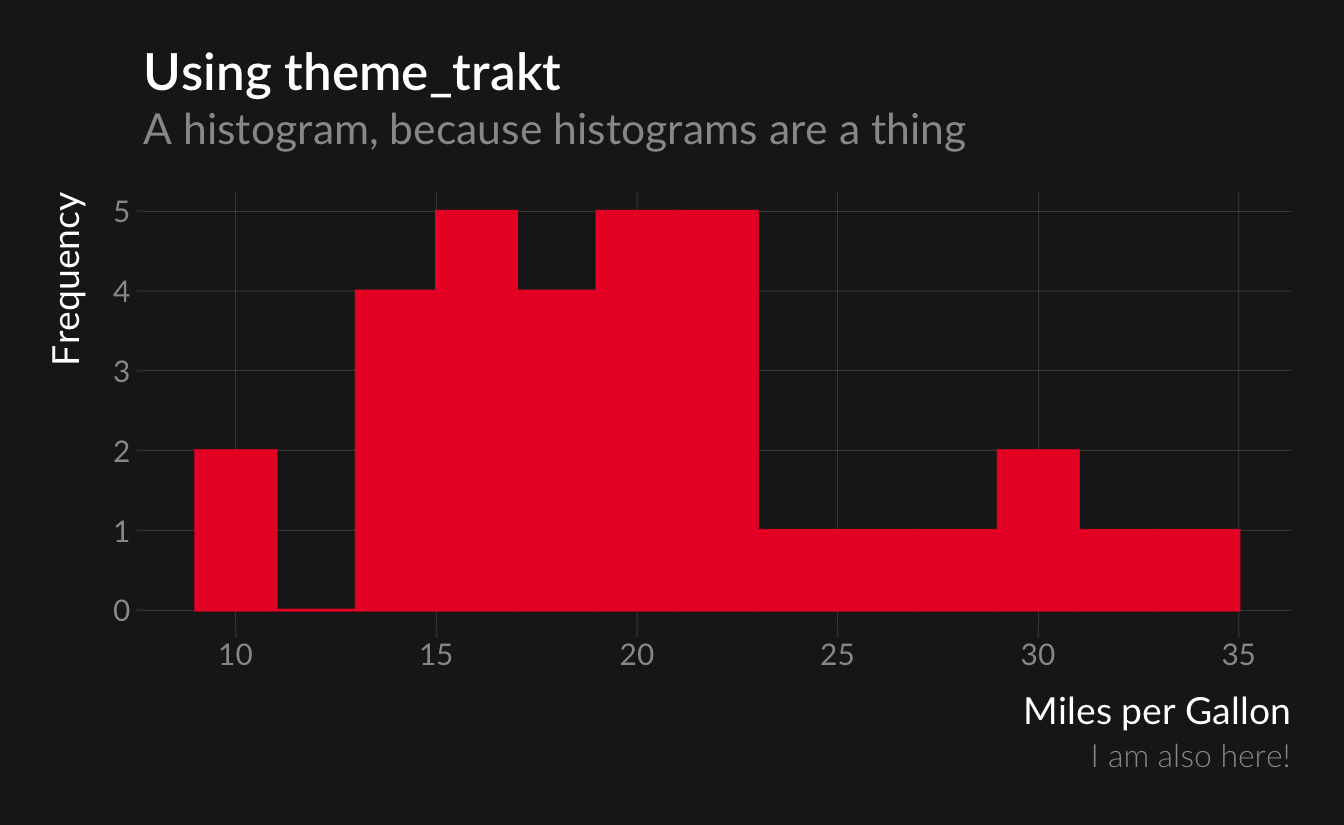 Using theme_trakt
A histogram, because histograms are a thing
Frequency
5
4
3
2
1
0
10 15 20 25 30 35
Miles per Gallon
I am also here!